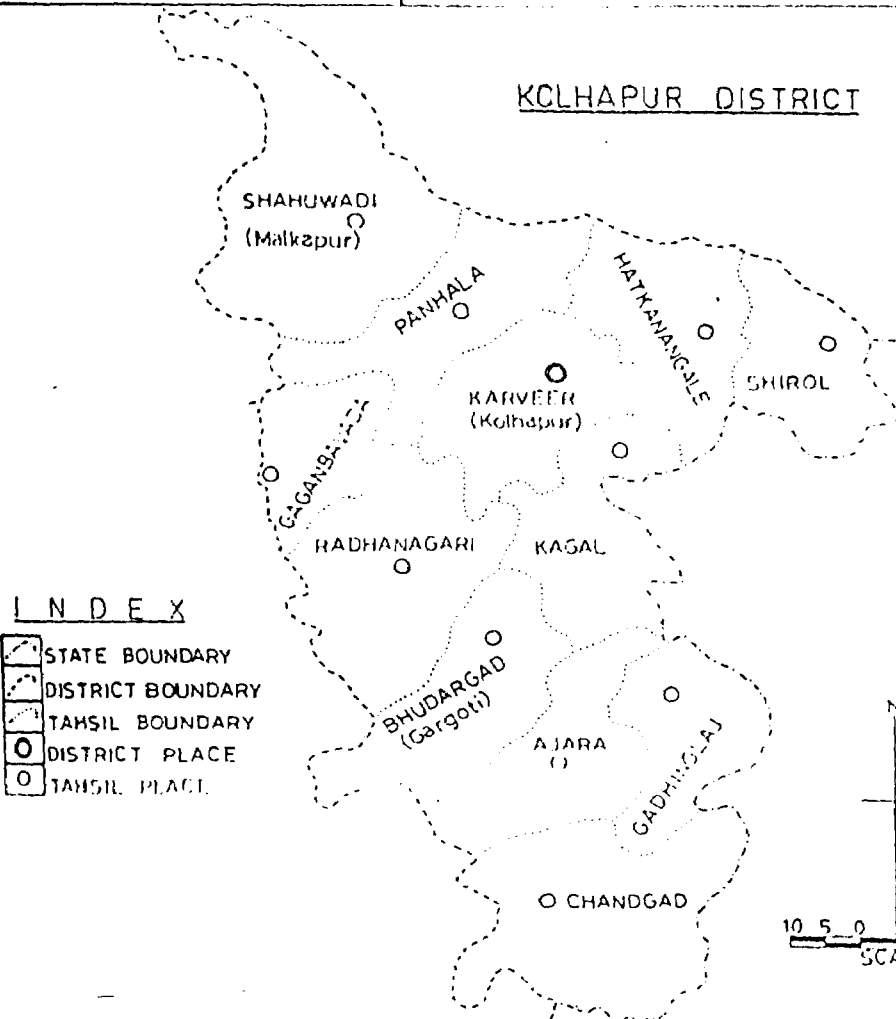 KOLHAPUR DISTRICT
SHAHUWADI
(Malkapur)
PANHALA
HATKANANGALE
SHIROL
KARVEER
(Kolhapur)
GAGANBAVADA
RADHANAGARI
KAGAL
BHUDARGAD
(Gargoti)
AJARA
GADHINGLAJ
CHANDGAD
INDEX
STATE BOUNDARY
DISTRICT BOUNDARY
TAHSIL BOUNDARY
DISTRICT PLACE
TAHSIL PLACE
N
10 5 0